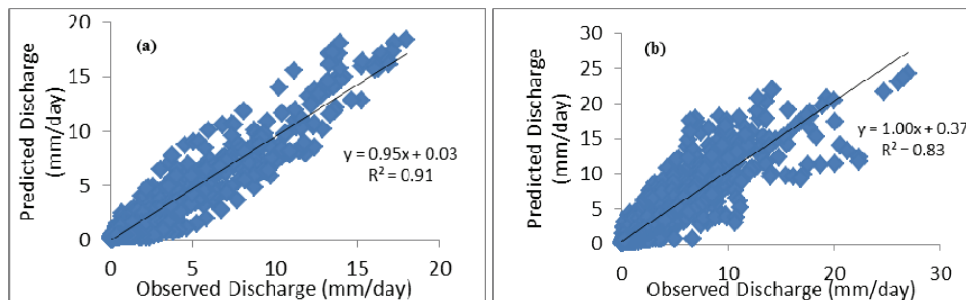 (a)
Predicted Discharge
(mm/day)
20
15
10
5
0
y = 0.95x + 0.03
R² = 0.91
0 5 10 15 20
Observed Discharge (mm/day)
(b)
Predicted Discharge
(mm/day)
30
25
20
15
10
5
0
y = 1.00x + 0.37
R² = 0.83
0 10 20 30
Observed Discharge (mm/day)